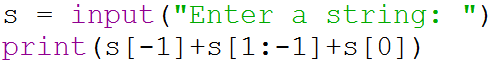 s = input("Enter a string: ")
print(s[-1]+s[1:-1]+s[0])